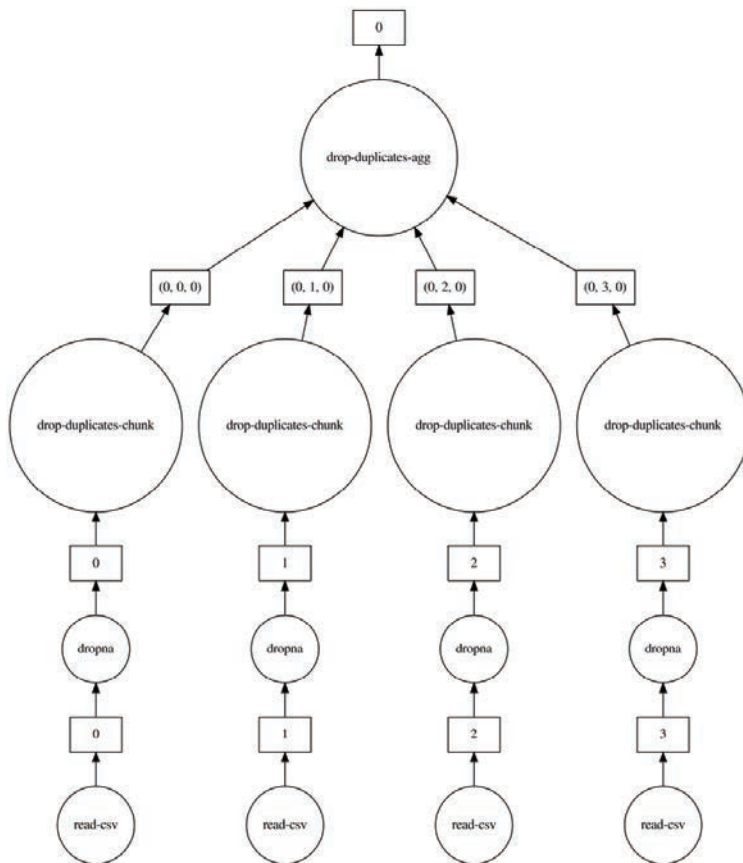 0
drop-duplicates-agg
(0, 0, 0) (0, 1, 0) (0, 2, 0) (0, 3, 0)
drop-duplicates-chunk drop-duplicates-chunk drop-duplicates-chunk drop-duplicates-chunk
0 1 2 3
dropna dropna dropna dropna
0 1 2 3
read-csv read-csv read-csv read-csv